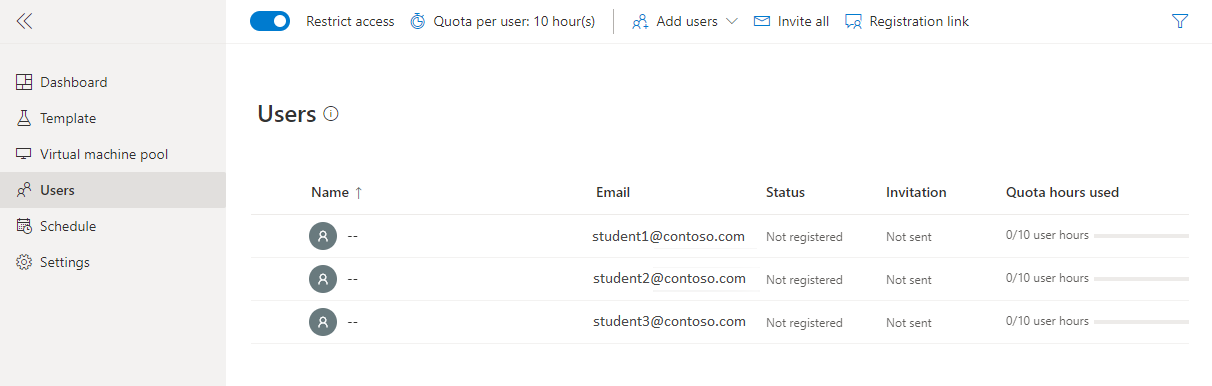 Restrict access Quota per user: 10 hour(s) Add users Invite all Registration link
Dashboard
Template
Virtual machine pool
Users
Schedule
Settings
Users
Name ↑ Email Status Invitation Quota hours used
-- student1@contoso.com Not registered Not sent 0/10 user hours
-- student2@contoso.com Not registered Not sent 0/10 user hours
-- student3@contoso.com Not registered Not sent 0/10 user hours